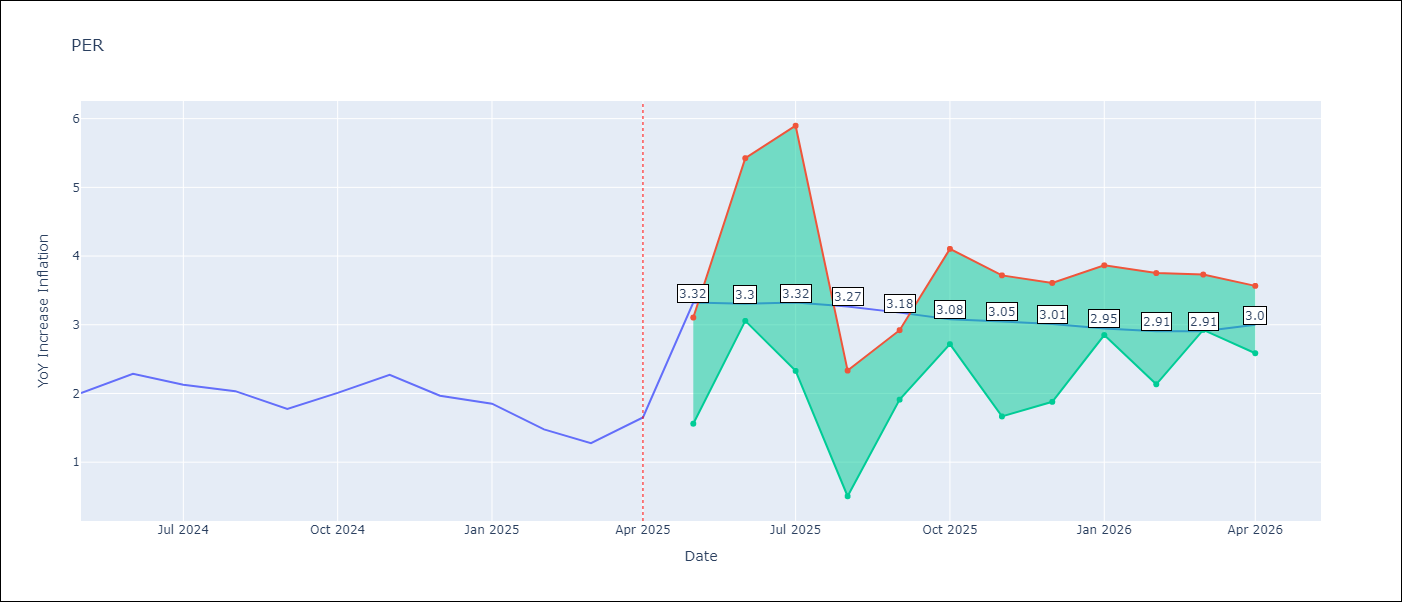 PER
YoY Increase Inflation
6
5
4
3
2
1
3.32
3.3
3.32
3.27
3.18
3.08
3.05
3.01
2.95
2.91
2.91
3.0
Jul 2024
Oct 2024
Jan 2025
Apr 2025
Jul 2025
Oct 2025
Jan 2026
Apr 2026
Date